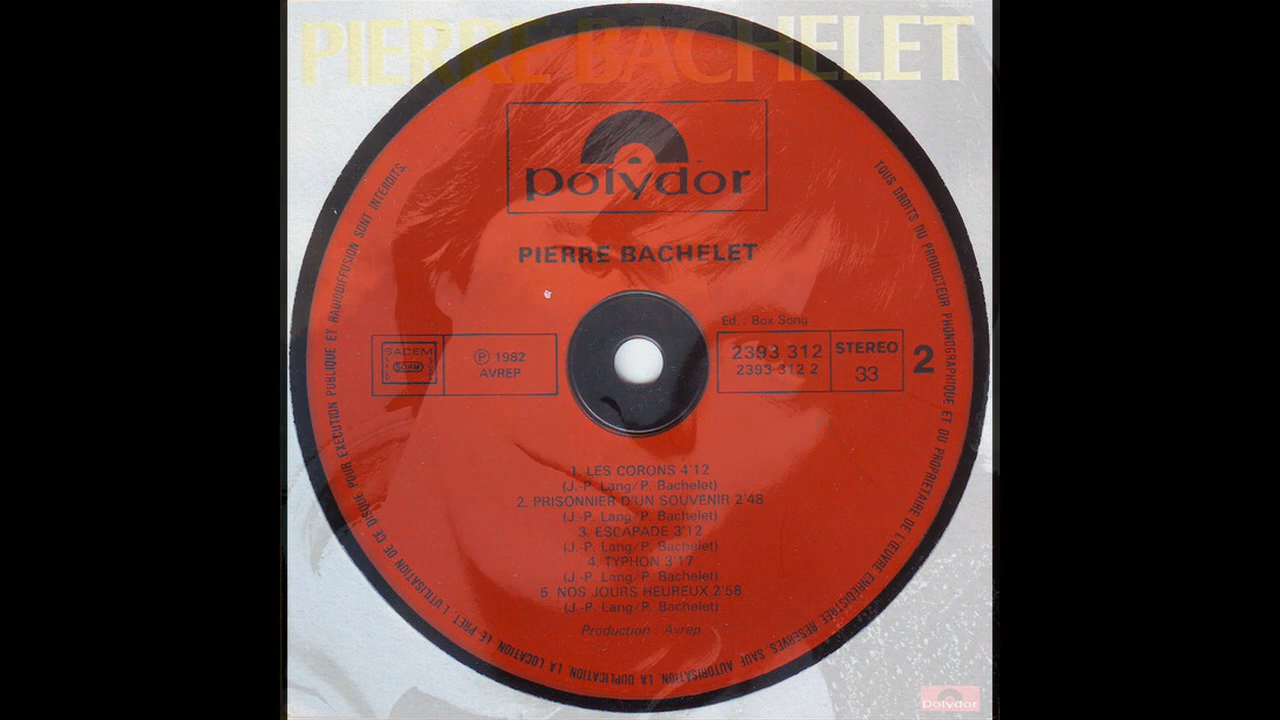 PIERRE BACHELET
polydor
PIERRE BACHELET
Ed. : Box Song
SACEM
SDRM
℗ 1982
AVREP
2393 312
2393 312 2
STEREO
33
2
1. LES CORONS 4'12
(J.-P. Lang/P. Bachelet)
2. PRISONNIER D'UN SOUVENIR 2'48
(J.-P. Lang/P. Bachelet)
3. ESCAPADE 3'12
(J.-P. Lang/P. Bachelet)
4. TYPHON 3'17
(J.-P. Lang/P. Bachelet)
5. NOS JOURS HEUREUX 2'58
(J.-P. Lang/P. Bachelet)
Production : Avrep
TOUS DROITS DU PRODUCTEUR PHONOGRAPHIQUE ET DU PROPRIETAIRE DE L'ŒUVRE ENREGISTREE RESERVES. SAUF AUTORISATION, LA DUPLICATION, LA LOCATION, LE PRET, L'UTILISATION DE CE DISQUE POUR EXECUTION PUBLIQUE ET RADIODIFFUSION SONT INTERDITS.
polydor